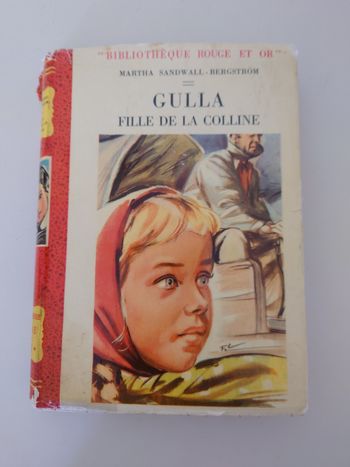 "BIBLIOTHÈQUE ROUGE ET OR"
MARTHA SANDWALL-BERGSTRÖM
GULLA
FILLE DE LA COLLINE